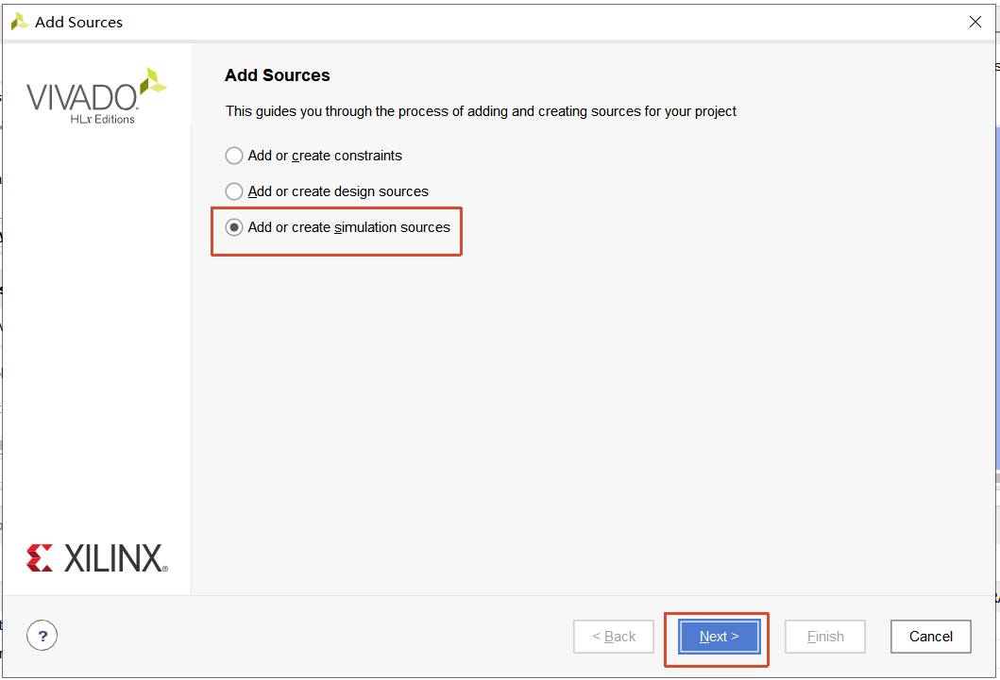 Add Sources
VIVADO.
HLx Editions
Add Sources
This guides you through the process of adding and creating sources for your project
Add or create constraints
Add or create design sources
Add or create simulation sources
XILINX®
?
< Back
Next >
Finish
Cancel